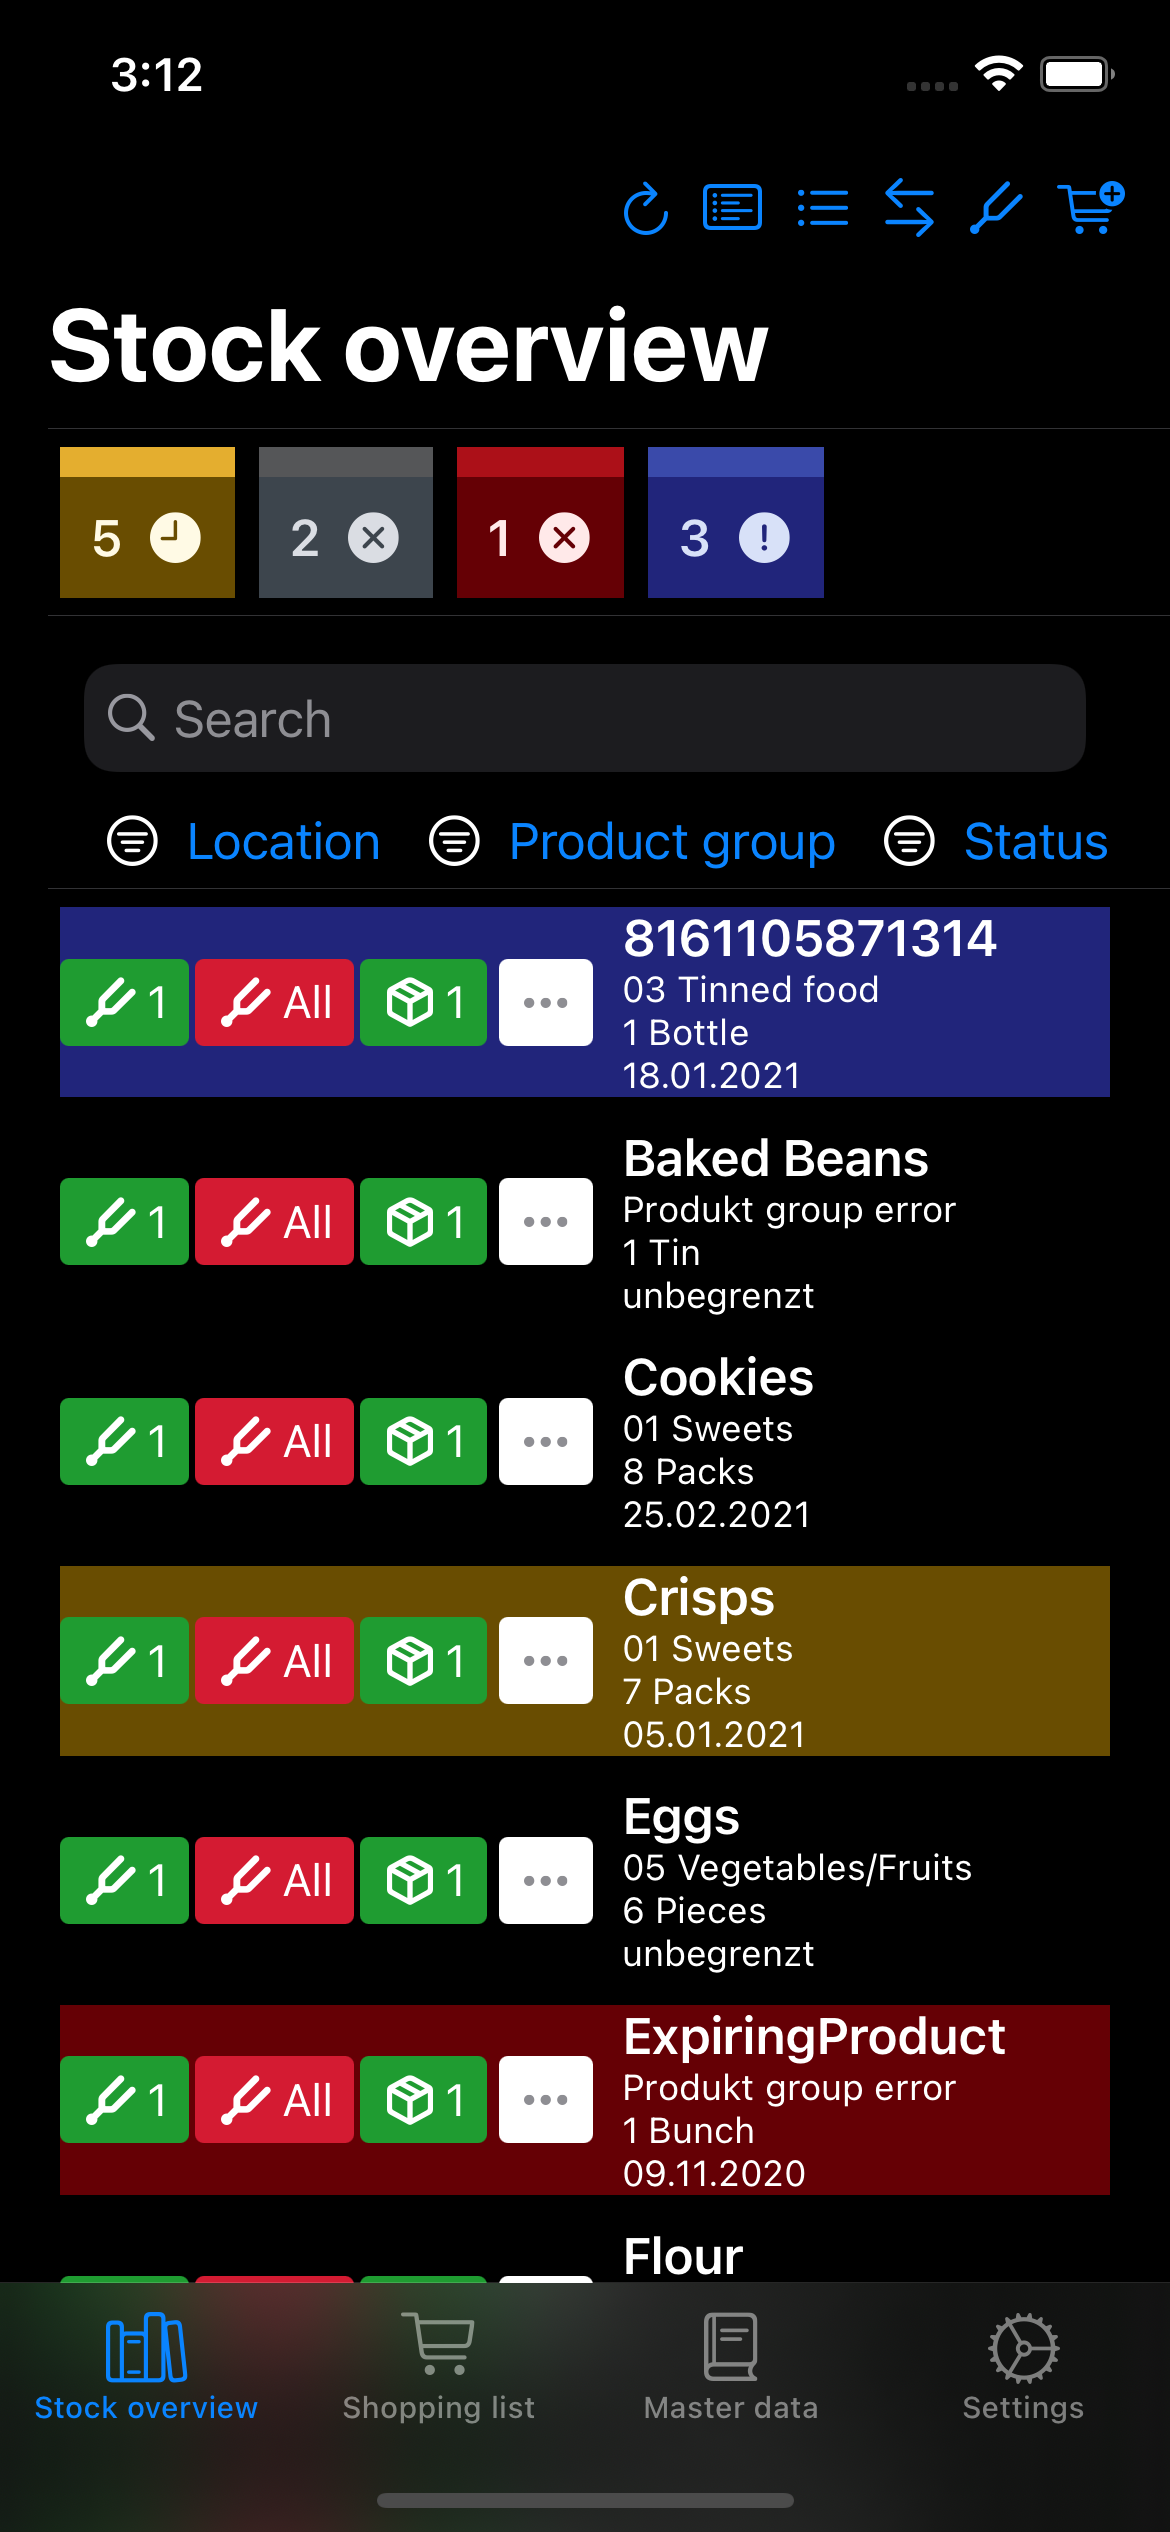 3:12
Stock overview
5 2 1 3
Search
Location Product group Status
8161105871314
03 Tinned food
1 All 1
1 Bottle
18.01.2021
Baked Beans
Produkt group error
1 All 1
1 Tin
unbegrenzt
Cookies
01 Sweets
1 All 1
8 Packs
25.02.2021
Crisps
01 Sweets
1 All 1
7 Packs
05.01.2021
Eggs
05 Vegetables/Fruits
1 All 1
6 Pieces
unbegrenzt
ExpiringProduct
Produkt group error
1 All 1
1 Bunch
09.11.2020
Flour
Stock overview Shopping list Master data Settings